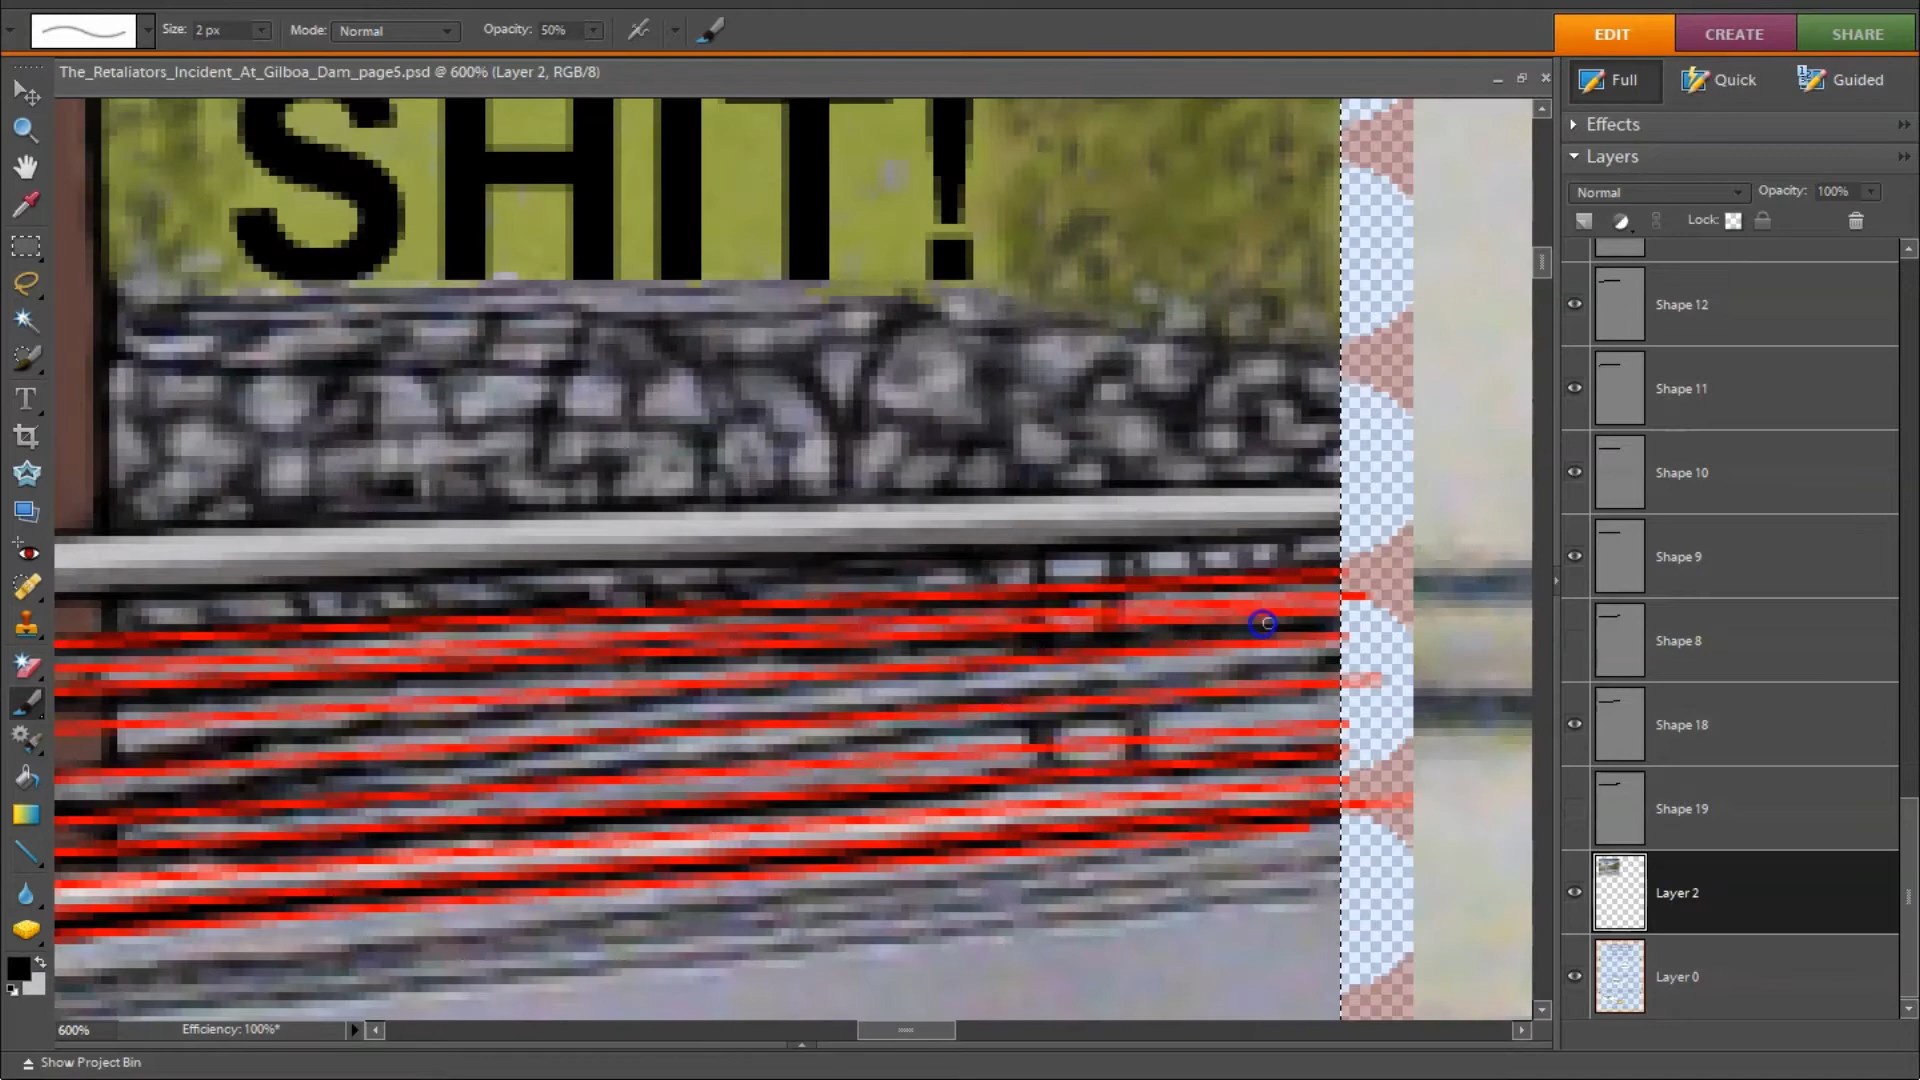 Size: 2 px Mode: Normal Opacity: 50% EDIT CREATE SHARE
The_Retaliators_Incident_At_Gilboa_Dam_page5.psd @ 600% (Layer 2, RGB/8) Full Quick Guided
SHIT!
Effects
Layers
Normal Opacity: 100%
Lock:
Shape 12
Shape 11
Shape 10
Shape 9
Shape 8
Shape 18
Shape 19
Layer 2
Layer 0
600% Efficiency: 100%*
Show Project Bin